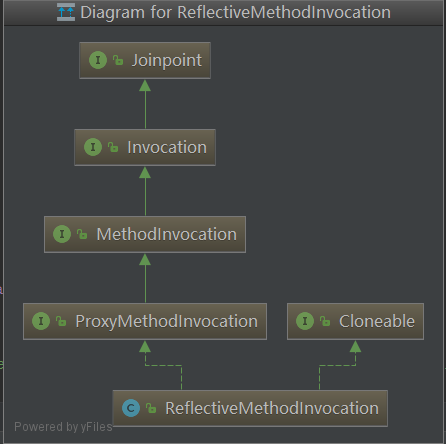 Diagram for ReflectiveMethodInvocation
I Joinpoint
I Invocation
I MethodInvocation
I ProxyMethodInvocation
I Cloneable
C ReflectiveMethodInvocation
Powered by yFiles